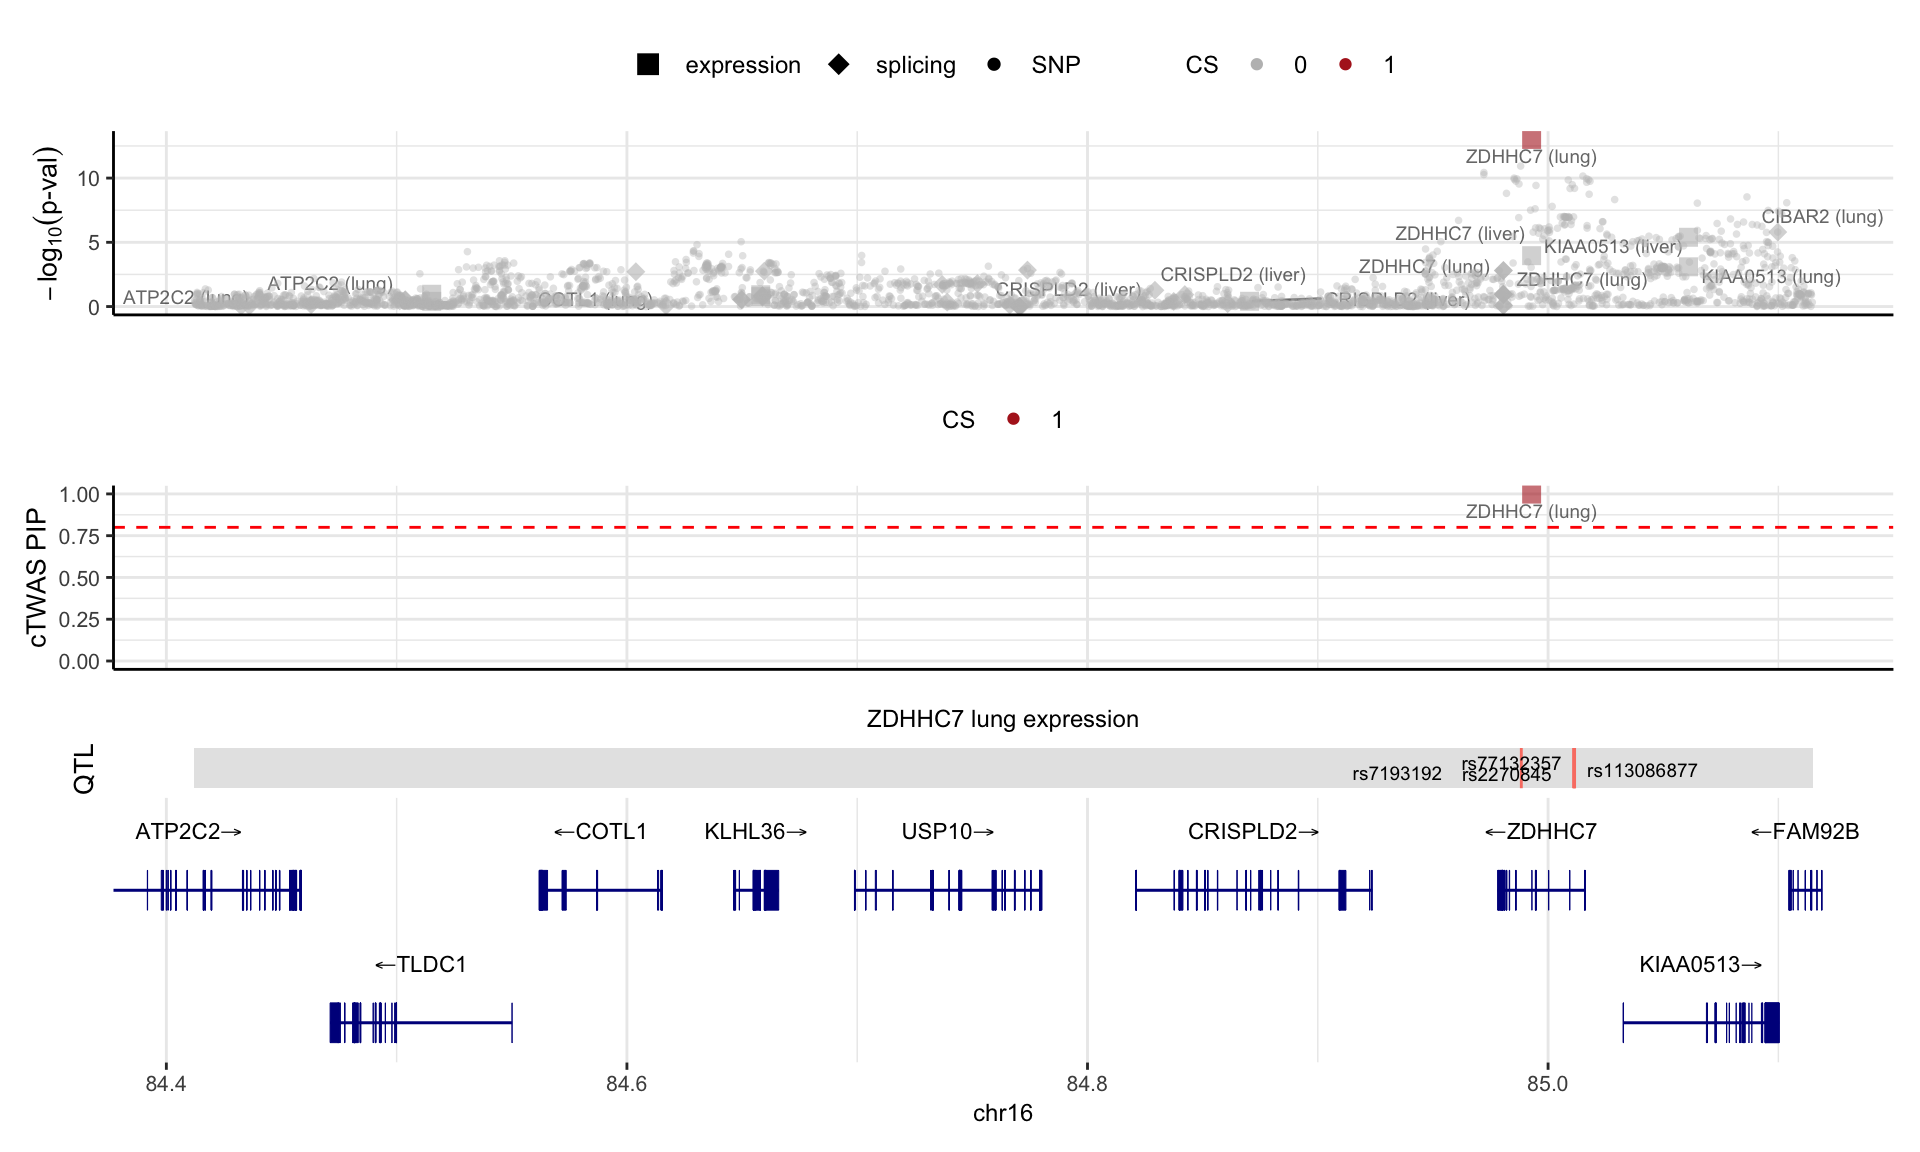 expression splicing SNP CS 0 1
− log10(p-val)
10
5
0
ZDHHC7 (lung)
CIBAR2 (lung)
ZDHHC7 (liver)
KIAA0513 (liver)
ZDHHC7 (lung)
CRISPLD2 (liver)
KIAA0513 (lung)
ZDHHC7 (lung)
ATP2C2 (lung)
CRISPLD2 (liver)
ATP2C2 (lung)
COTL1 (lung)
CRISPLD2 (liver)
CS 1
cTWAS PIP
1.00
0.75
0.50
0.25
0.00
ZDHHC7 (lung)
ZDHHC7 lung expression
QTL
rs7193192
rs77132357
rs2270845
rs113086877
ATP2C2→ ←COTL1 KLHL36→ USP10→ CRISPLD2→ ←ZDHHC7 ←FAM92B
←TLDC1 KIAA0513→
84.4 84.6 84.8 85.0
chr16